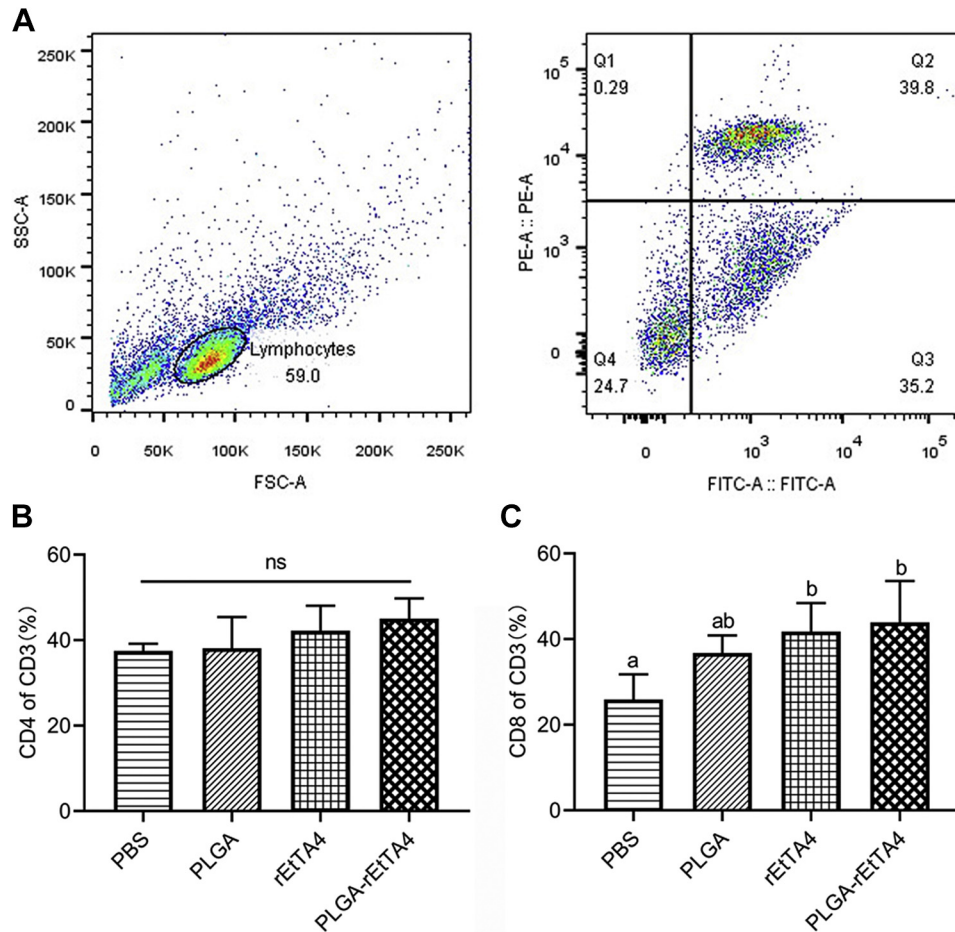 A
250K
200K
150K
100K
50K
0
SSC-A
Lymphocytes
59.0
0 50K 100K 150K 200K 250K
FSC-A
Q1
0.29
Q2
39.8
Q4
24.7
Q3
35.2
10^5
10^4
10^3
0
PE-A :: PE-A
0 10^3 10^4 10^5
FITC-A :: FITC-A
B
60
40
20
0
CD4 of CD3(%)
ns
PBS
PLGA
rEtTA4
PLGA-rEtTA4
C
60
40
20
0
CD8 of CD3(%)
a
ab
b
b
PBS
PLGA
rEtTA4
PLGA-rEtTA4